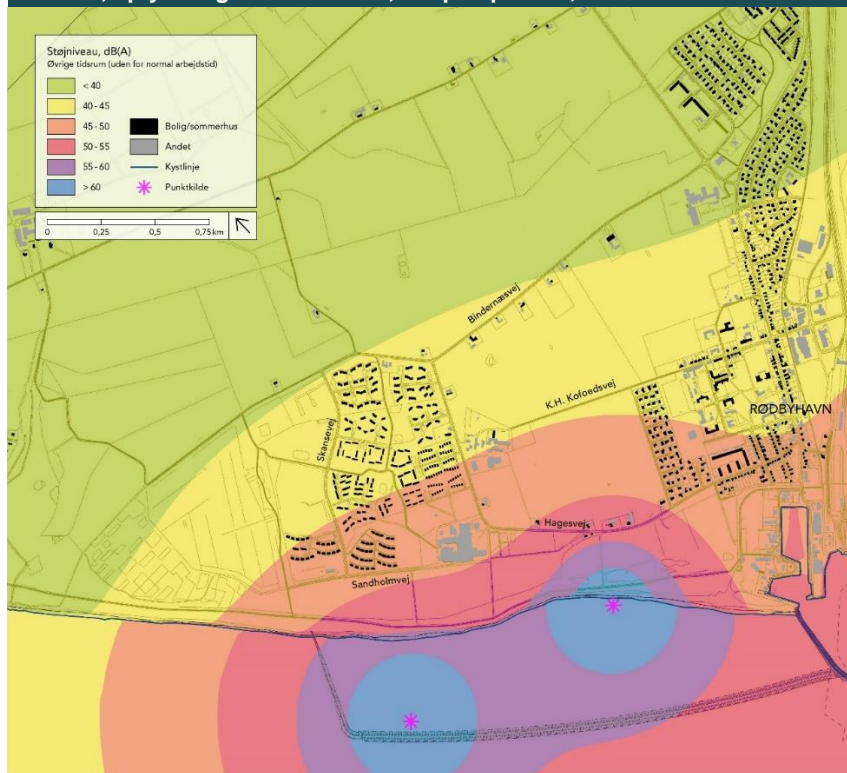 Støjniveau, dB(A)
Øvrige tidsrum (uden for normal arbejdstid)
< 40
40 - 45
45 - 50
50 - 55
55 - 60
> 60
Bolig/sommerhus
Andet
Kystlinje
Punktkilde
0 0,25 0,5 0,75 km
Bindernæsvej
K.H. Kofoedsvej
RØDBYHAVN
Skansevej
Hagesvej
Sandholmvej